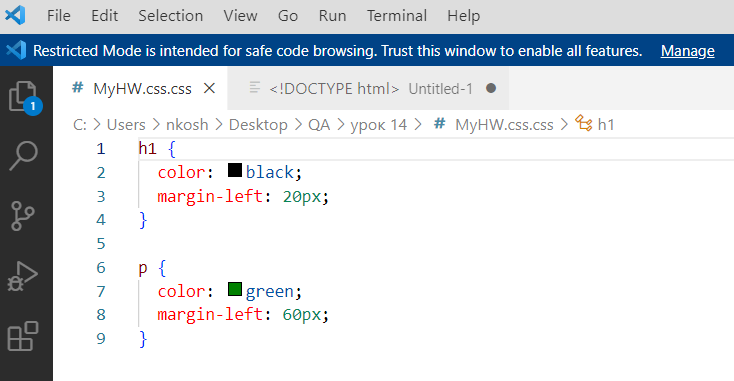 File Edit Selection View Go Run Terminal Help
Restricted Mode is intended for safe code browsing. Trust this window to enable all features. Manage
# MyHW.css.css <!DOCTYPE html> Untitled-1
1
C: > Users > nkosh > Desktop > QA > урок 14 > # MyHW.css.css > h1
1 h1 {
2 color: black;
3 margin-left: 20px;
4 }
5
6 p {
7 color: green;
8 margin-left: 60px;
9 }